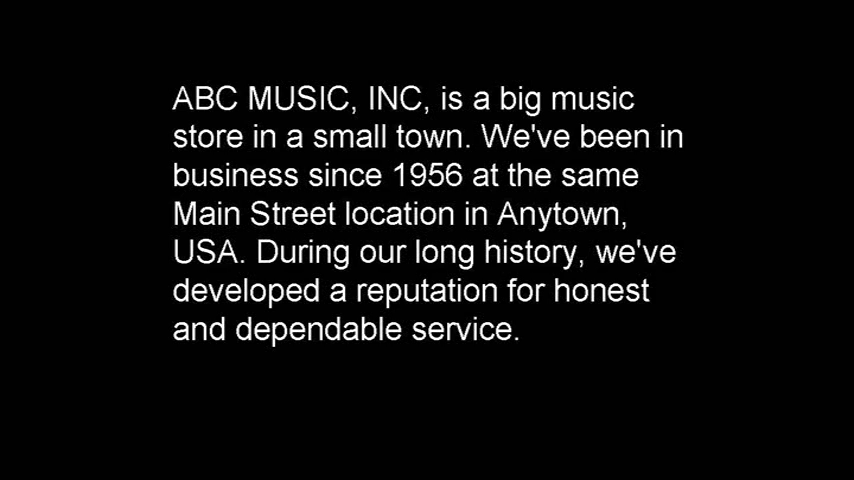 ABC MUSIC, INC, is a big music
store in a small town. We've been in
business since 1956 at the same
Main Street location in Anytown,
USA. During our long history, we've
developed a reputation for honest
and dependable service.